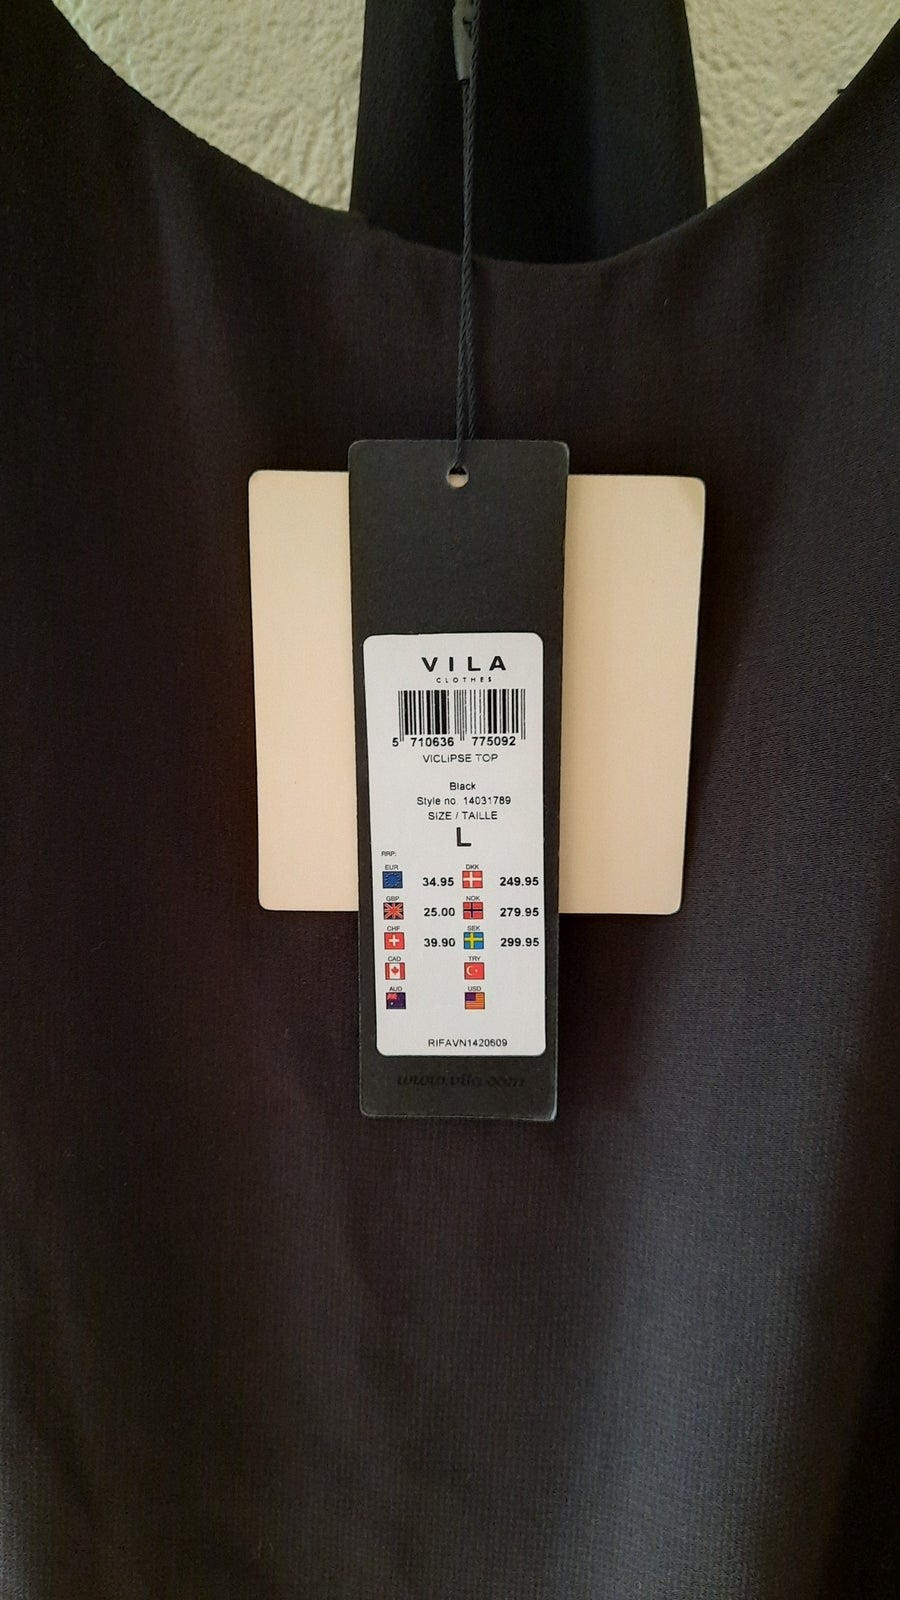 VILA
CLOTHES
5 710636 775092
VICLIPSE TOP
Black
Style no. 14031789
SIZE / TAILLE
L
RRP:
EUR 34.95 DKK 249.95
GBP 25.00 NOK 279.95
CHF 39.90 SEK 299.95
CAD TRY
AUD USD
RIFAVN1420609
www.vila.com